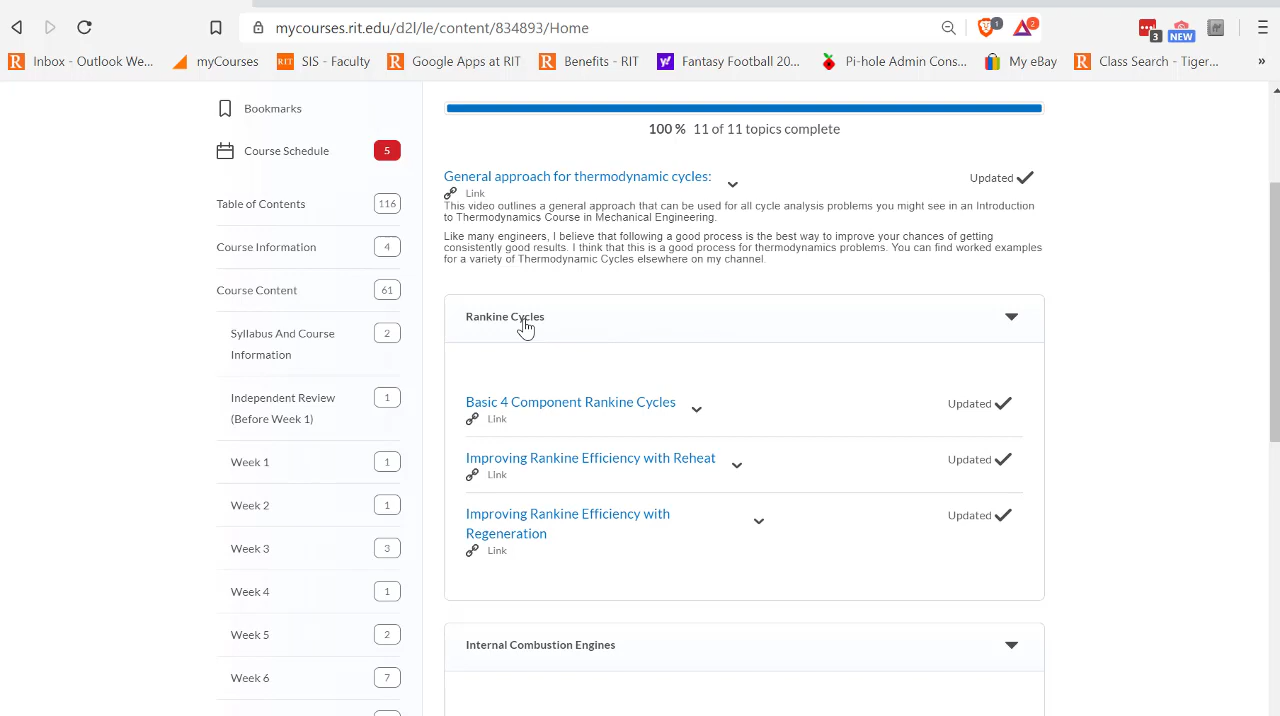 mycourses.rit.edu/d2l/le/content/834893/Home
1
2
3
NEW
Inbox - Outlook We...
myCourses
RIT
SIS - Faculty
Google Apps at RIT
Benefits - RIT
Fantasy Football 20...
Pi-hole Admin Cons...
My eBay
Class Search - Tiger...
»
Bookmarks
Course Schedule
5
Table of Contents
116
Course Information
4
Course Content
61
Syllabus And Course
Information
2
Independent Review
(Before Week 1)
1
Week 1
1
Week 2
1
Week 3
3
Week 4
1
Week 5
2
Week 6
7
100 % 11 of 11 topics complete
General approach for thermodynamic cycles:
Updated
Link
This video outlines a general approach that can be used for all cycle analysis problems you might see in an Introduction
to Thermodynamics Course in Mechanical Engineering.
Like many engineers, I believe that following a good process is the best way to improve your chances of getting
consistently good results. I think that this is a good process for thermodynamics problems. You can find worked examples
for a variety of Thermodynamic Cycles elsewhere on my channel.
Rankine Cycles
Basic 4 Component Rankine Cycles
Updated
Link
Improving Rankine Efficiency with Reheat
Updated
Link
Improving Rankine Efficiency with
Regeneration
Updated
Link
Internal Combustion Engines